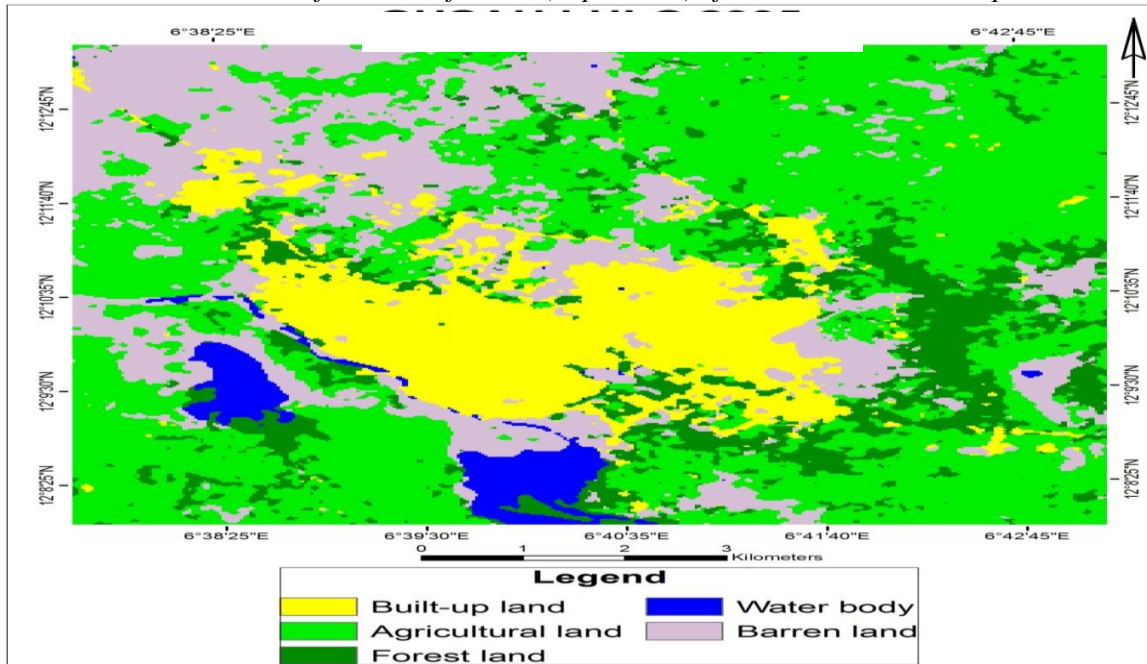 6°38'25"E 6°42'45"E
12°12'45"N 12°12'45"N
12°11'40"N 12°11'40"N
12°10'35"N 12°10'35"N
12°9'30"N 12°9'30"N
12°8'25"N 12°8'25"N
6°38'25"E 6°39'30"E 6°40'35"E 6°41'40"E 6°42'45"E
0 1 2 3
Kilometers
Legend
Built-up land Water body
Agricultural land Barren land
Forest land